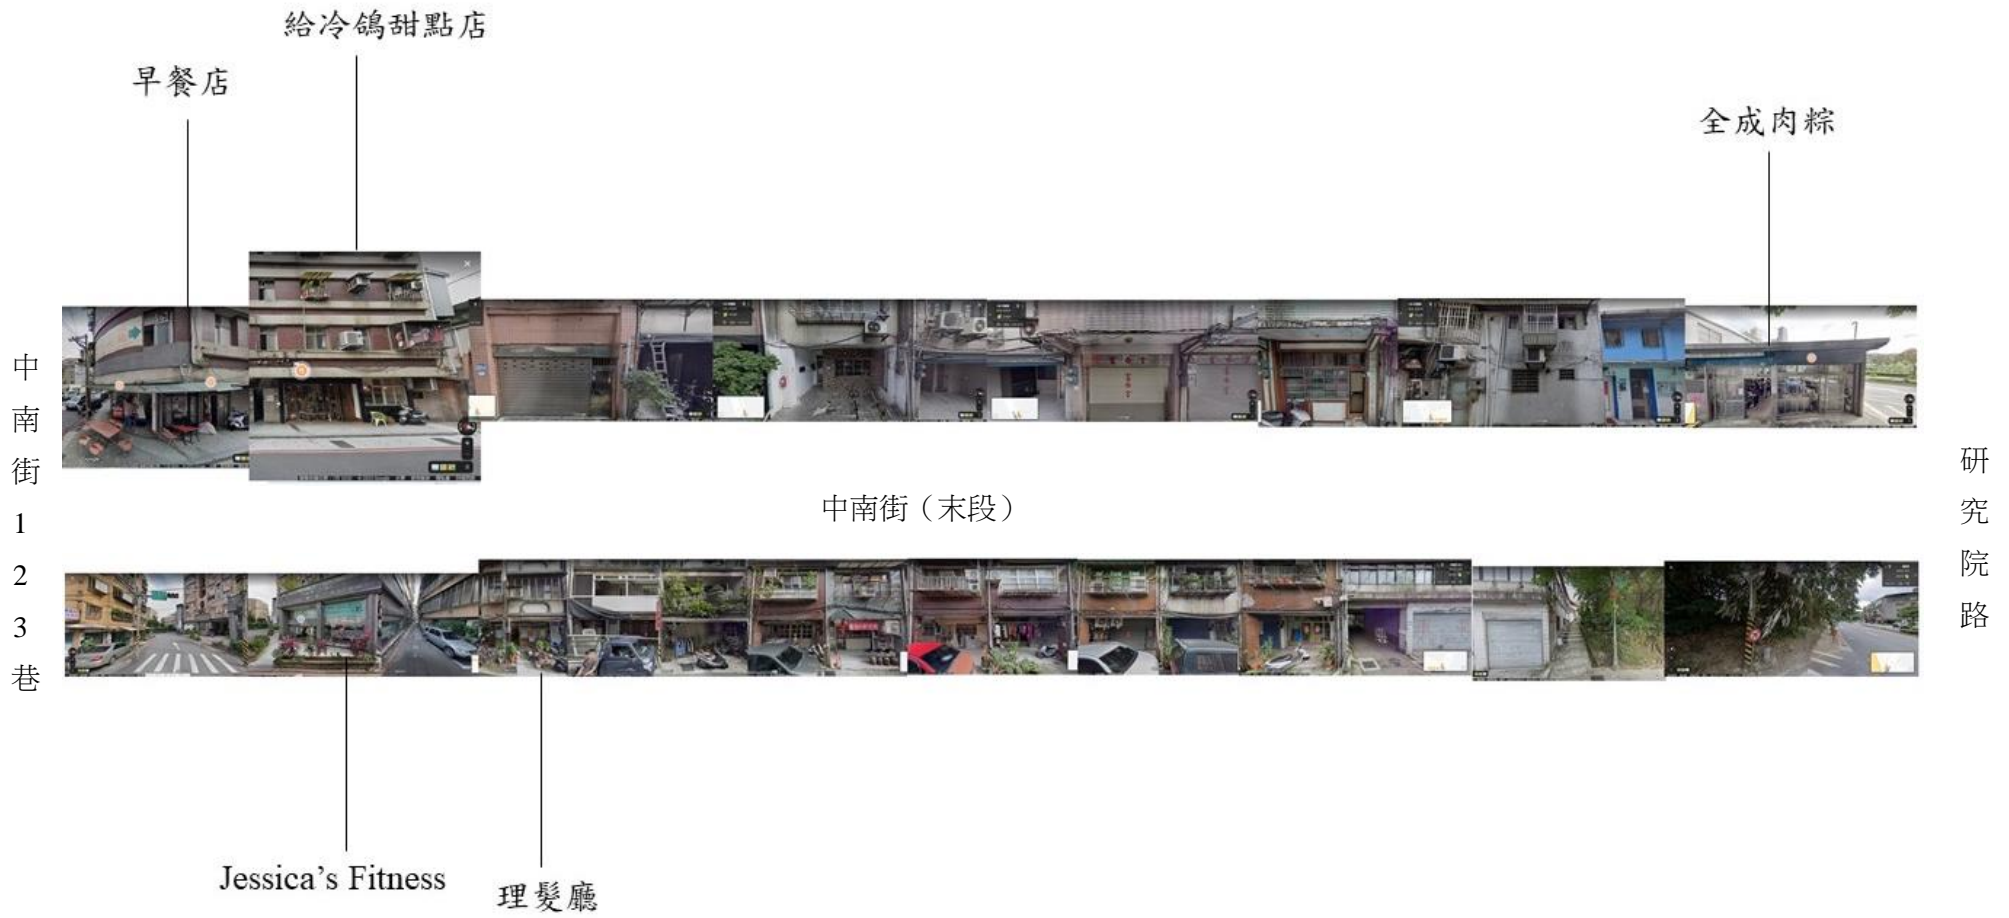 給冷鴿甜點店
早餐店
全成肉粽
中南街123巷
中南街（末段）
研究院路
Jessica's Fitness
理髮廳